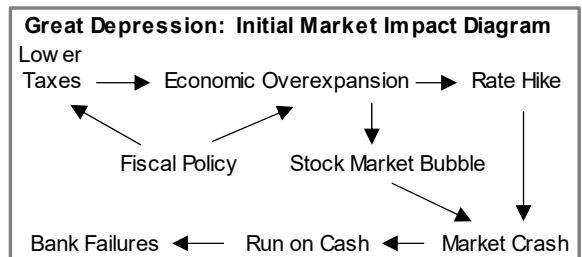 Great Depression: Initial Market Impact Diagram
Lower
Taxes Economic Overexpansion Rate Hike
Fiscal Policy Stock Market Bubble
Bank Failures Run on Cash Market Crash